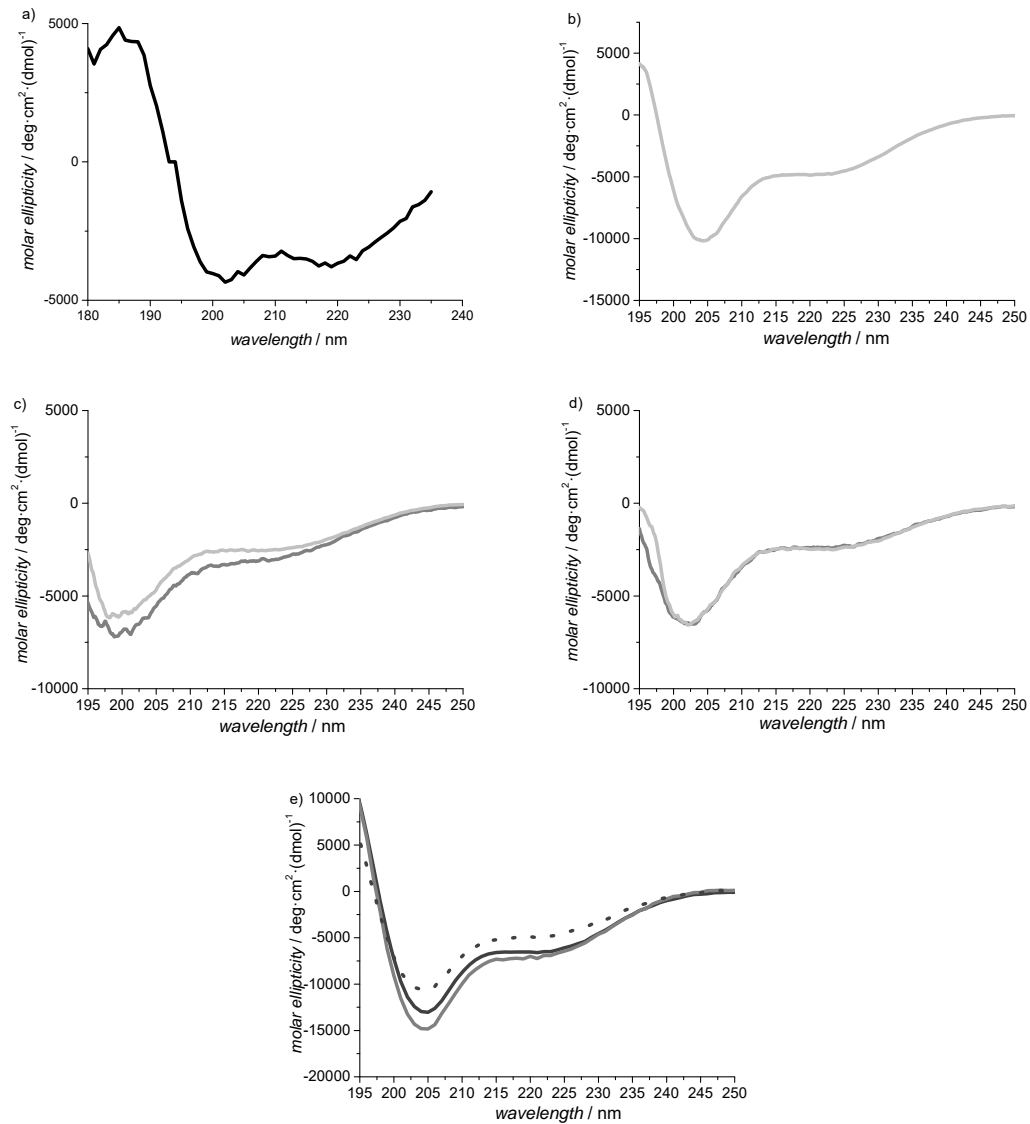 a)
5000
0
-5000
180 190 200 210 220 230 240
molar ellipticity / deg·cm²·(dmol)⁻¹
wavelength / nm
b)
5000
0
-5000
-10000
-15000
195 200 205 210 215 220 225 230 235 240 245 250
molar ellipticity / deg·cm²·(dmol)⁻¹
wavelength / nm
c)
5000
0
-5000
-10000
195 200 205 210 215 220 225 230 235 240 245 250
molar ellipticity / deg·cm²·(dmol)⁻¹
wavelength / nm
d)
5000
0
-5000
-10000
195 200 205 210 215 220 225 230 235 240 245 250
molar ellipticity / deg·cm²·(dmol)⁻¹
wavelength / nm
e)
10000
5000
0
-5000
-10000
-15000
-20000
195 200 205 210 215 220 225 230 235 240 245 250
molar ellipticity / deg·cm²·(dmol)⁻¹
wavelength / nm